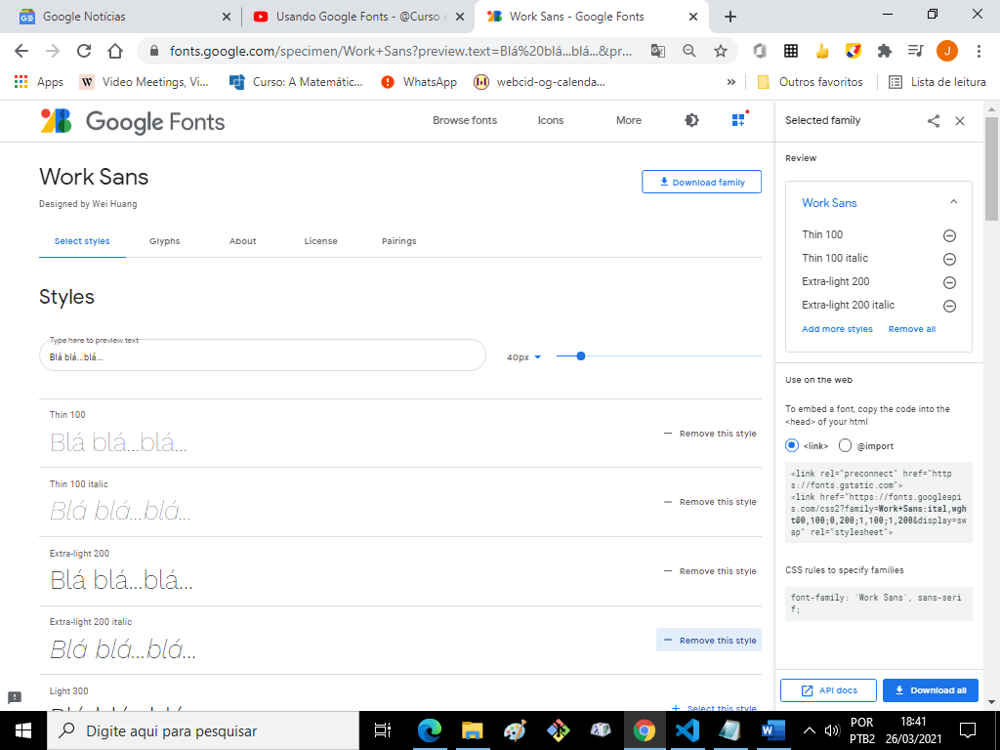 Google Notícias
Usando Google Fonts - @Curso e
Work Sans - Google Fonts
fonts.google.com/specimen/Work+Sans?preview.text=Blá%20blá...blá...&pr...
J
Apps
Video Meetings, Vi...
Curso: A Matemátic...
WhatsApp
webcid-og-calenda...
»
Outros favoritos
Lista de leitura
Google Fonts
Browse fonts
Icons
More
Selected family
Work Sans
Designed by Wei Huang
Download family
Select styles
Glyphs
About
License
Pairings
Styles
Type here to preview text
Blá blá...blá...
40px
Thin 100
Blá blá...blá...
Remove this style
Thin 100 italic
Blá blá...blá...
Remove this style
Extra-light 200
Blá blá...blá...
Remove this style
Extra-light 200 italic
Blá blá...blá...
Remove this style
Light 300
Blá blá...blá...
Select this style
Review
Work Sans
Thin 100
Thin 100 italic
Extra-light 200
Extra-light 200 italic
Add more styles
Remove all
Use on the web
To embed a font, copy the code into the
<head> of your html
<link>
@import
<link rel="preconnect" href="http
s://fonts.gstatic.com">
<link href="https://fonts.googleapi
s.com/css2?family=Work+Sans:ital,wgh
t@0,100;0,200;1,100;1,200&display=sw
ap" rel="stylesheet">
CSS rules to specify families
font-family: 'Work Sans', sans-seri
f;
API docs
Download all
Digite aqui para pesquisar
POR
PTB2
18:41
26/03/2021